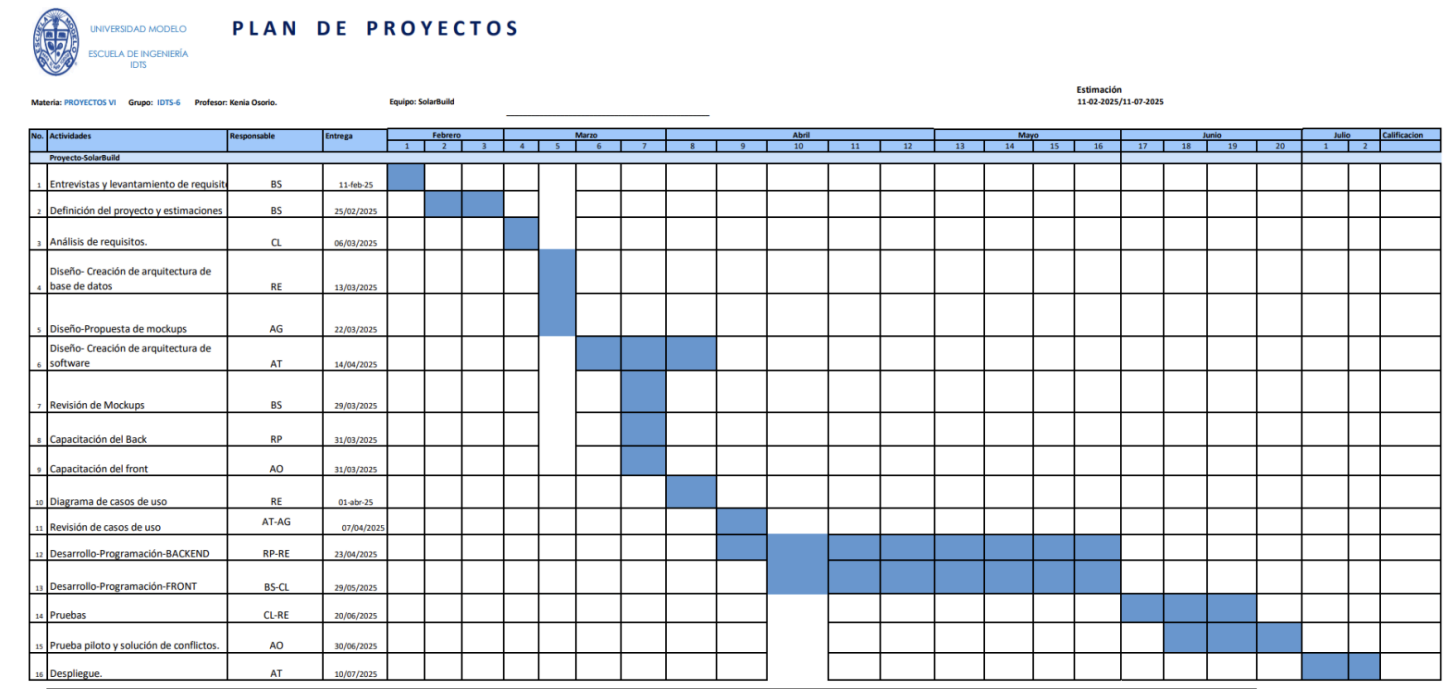 UNIVERSIDAD MODELO
ESCUELA DE INGENIERÍA
IDTS
PLAN DE PROYECTOS
Estimación
Materia: PROYECTOS VI Grupo: IDTS-6 Profesor: Kenia Osorio. Equipo: SolarBuild 11-02-2025/11-07-2025
No. Actividades Responsable Entrega Febrero Marzo Abril Mayo Junio Julio Calificacion
1 2 3 4 5 6 7 8 9 10 11 12 13 14 15 16 17 18 19 20 1 2
Proyecto-SolarBuild
1 Entrevistas y levantamiento de requisit BS 11-feb-25
2 Definición del proyecto y estimaciones BS 25/02/2025
3 Análisis de requisitos. CL 06/03/2025
Diseño- Creación de arquitectura de
4 base de datos RE 13/03/2025
5 Diseño-Propuesta de mockups AG 22/03/2025
Diseño- Creación de arquitectura de
6 software AT 14/04/2025
7 Revisión de Mockups BS 29/03/2025
8 Capacitación del Back RP 31/03/2025
9 Capacitación del front AO 31/03/2025
10 Diagrama de casos de uso RE 01-abr-25
11 Revisión de casos de uso AT-AG 07/04/2025
12 Desarrollo-Programación-BACKEND RP-RE 23/04/2025
13 Desarrollo-Programación-FRONT BS-CL 29/05/2025
14 Pruebas CL-RE 20/06/2025
15 Prueba piloto y solución de conflictos. AO 30/06/2025
16 Despliegue. AT 10/07/2025